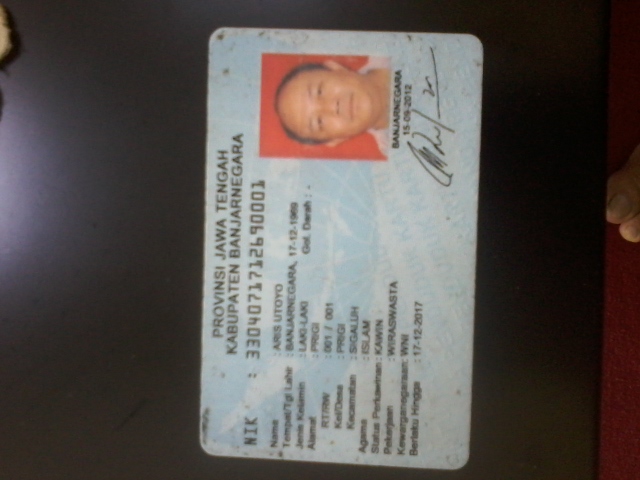 PROVINSI JAWA TENGAH
KABUPATEN BANJARNEGARA
NIK : 3304071712690001
Nama : ARIS UTOYO
Tempat/Tgl Lahir : BANJARNEGARA, 17-12-1969
Jenis Kelamin : LAKI-LAKI Gol. Darah : -
Alamat : PRIGI
RT/RW : 001 / 001
Kel/Desa : PRIGI
Kecamatan : SIGALUH
Agama : ISLAM
Status Perkawinan : KAWIN
Pekerjaan : WIRASWASTA
Kewarganegaraan : WNI
Berlaku Hingga : 17-12-2017
BANJARNEGARA
15-09-2012